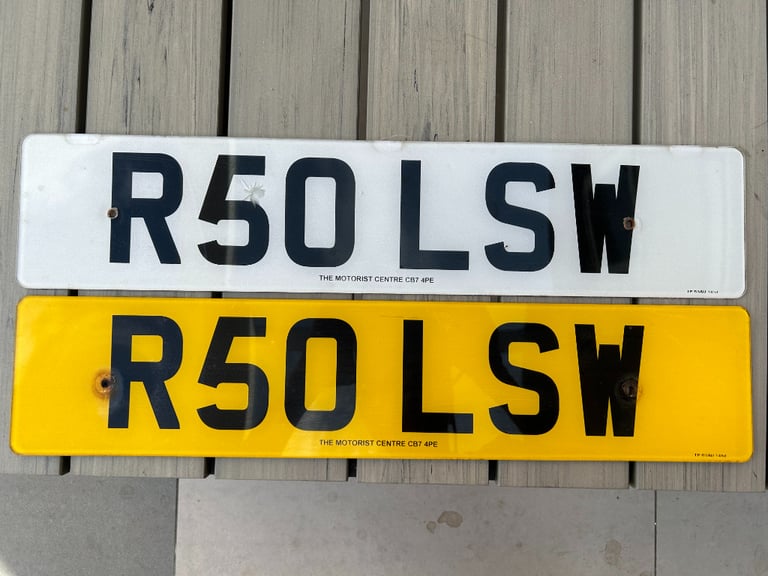 R50 LSW
THE MOTORIST CENTRE CB7 4PE
R50 LSW
THE MOTORIST CENTRE CB7 4PE